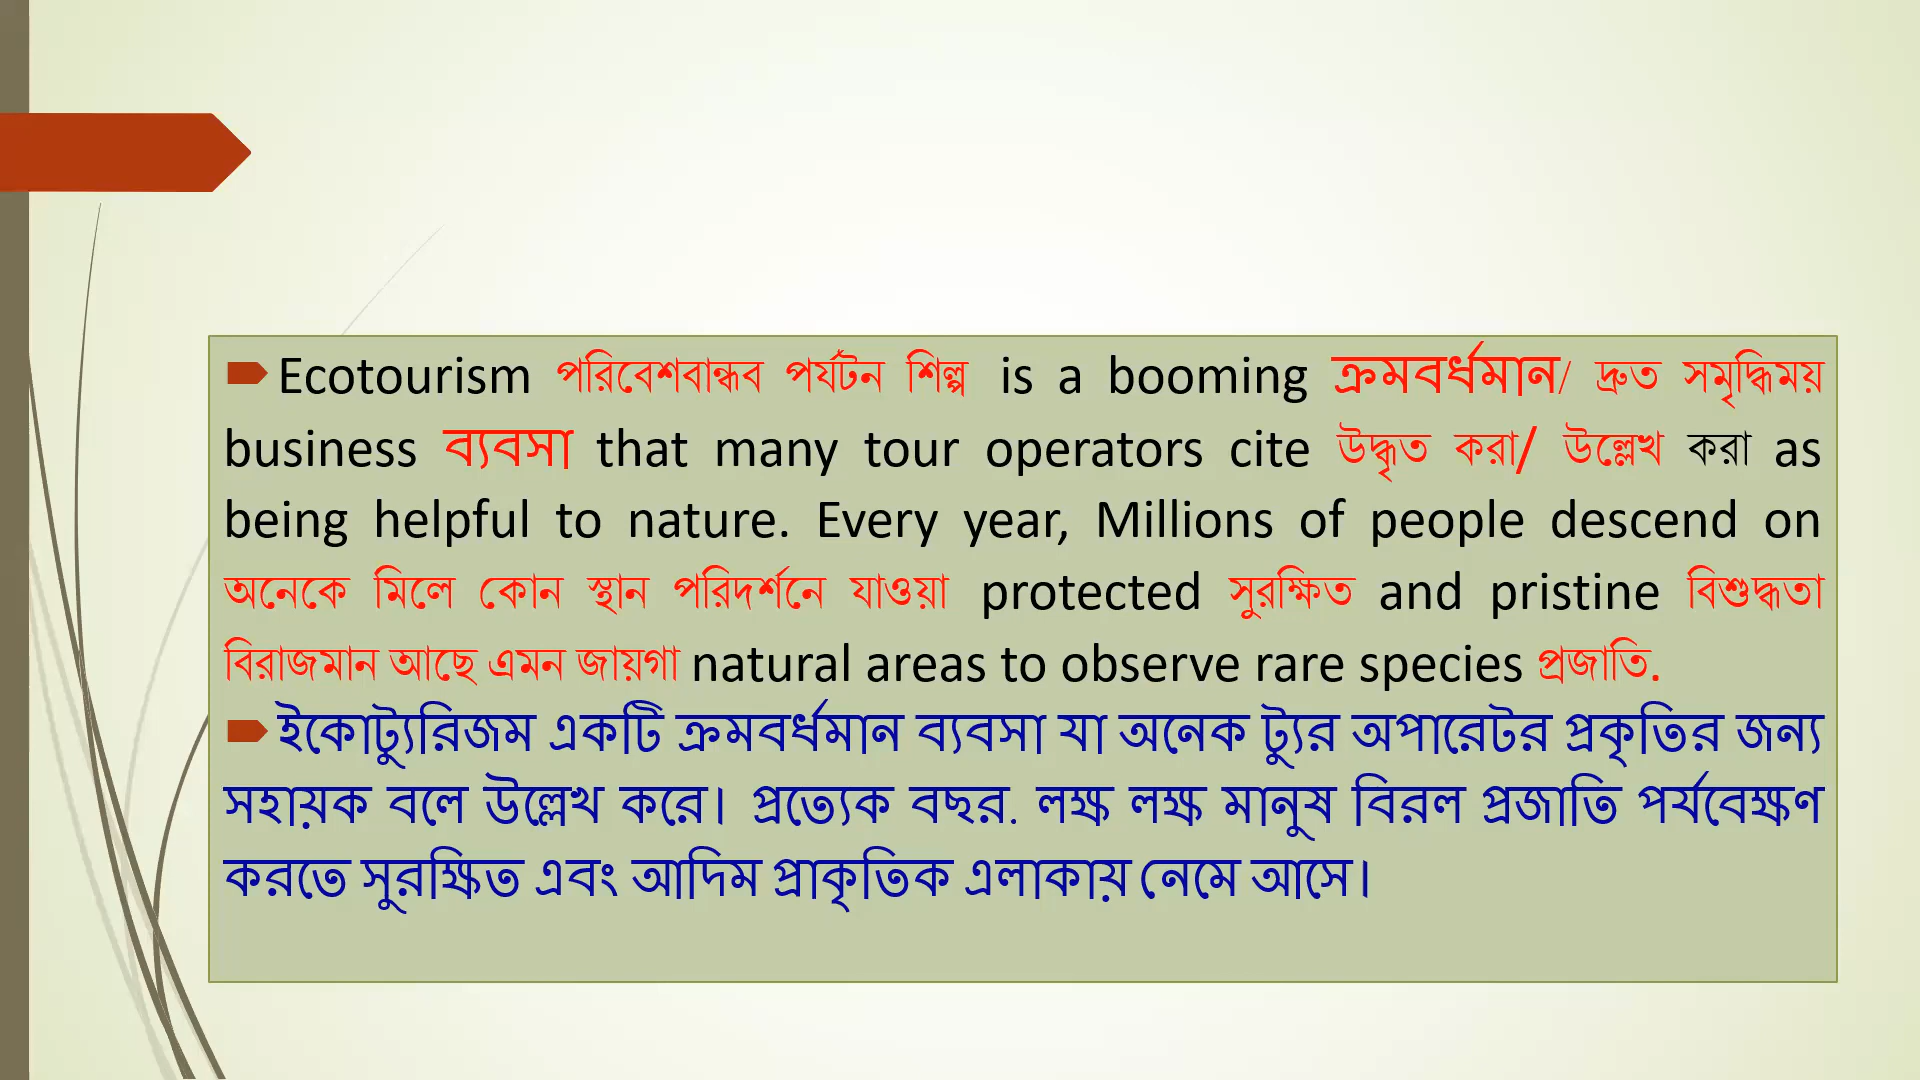 Ecotourism পরিবেশবান্ধব পর্যটন শিল্প is a booming ক্রমবর্ধমান/ দ্রুত সমৃদ্ধিময়
business ব্যবসা that many tour operators cite উদ্ধৃত করা/ উল্লেখ করা as
being helpful to nature. Every year, Millions of people descend on
অনেকে মিলে কোন স্থান পরিদর্শনে যাওয়া protected সুরক্ষিত and pristine বিশুদ্ধতা
বিরাজমান আছে এমন জায়গা natural areas to observe rare species প্রজাতি.
ইকোট্যুরিজম একটি ক্রমবর্ধমান ব্যবসা যা অনেক ট্যুর অপারেটর প্রকৃতির জন্য
সহায়ক বলে উল্লেখ করে। প্রত্যেক বছর. লক্ষ লক্ষ মানুষ বিরল প্রজাতি পর্যবেক্ষণ
করতে সুরক্ষিত এবং আদিম প্রাকৃতিক এলাকায় নেমে আসে।